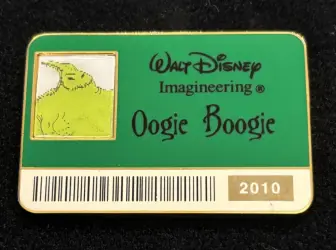 Walt Disney
Imagineering ®
Oogie Boogie
2010